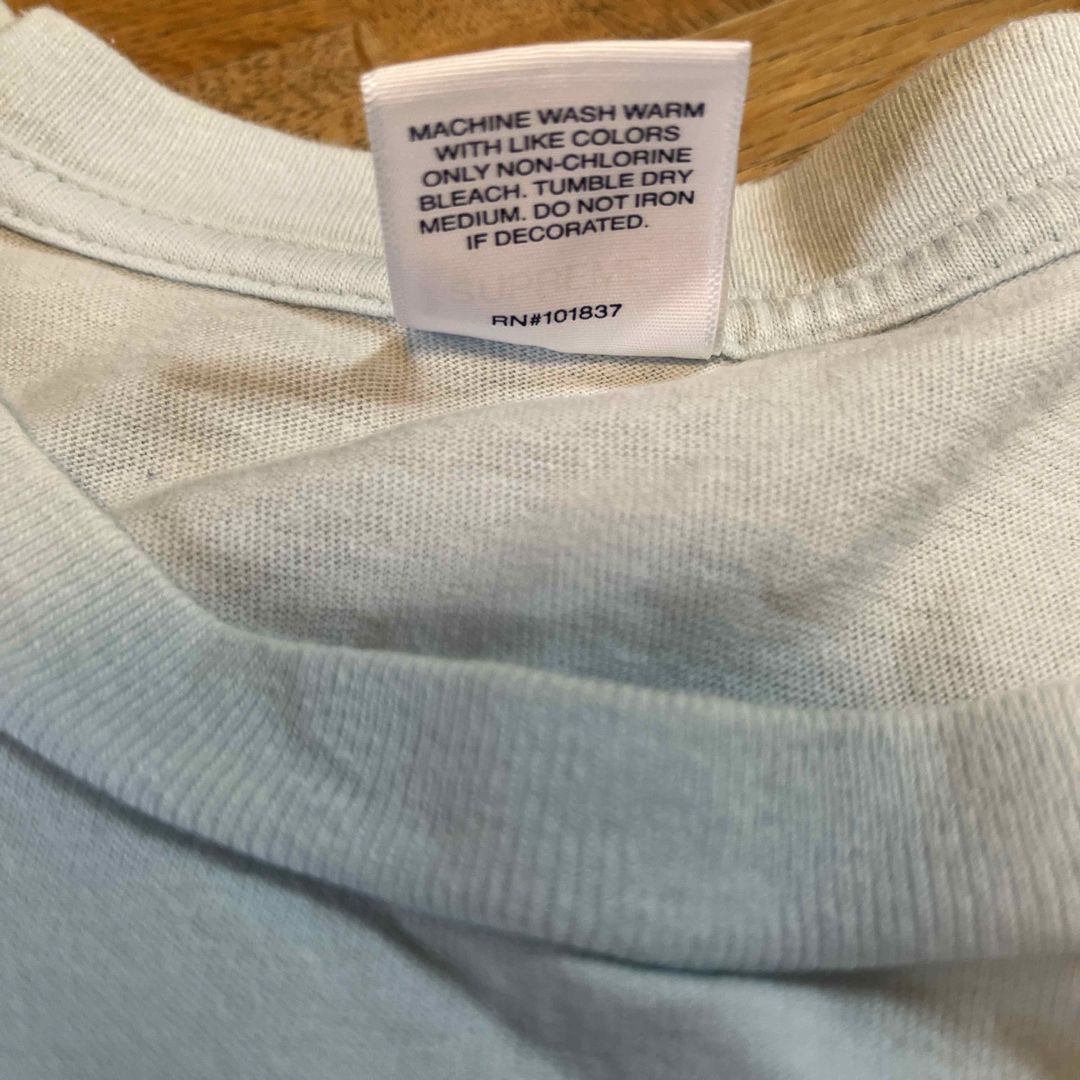 MACHINE WASH WARM
WITH LIKE COLORS
ONLY NON-CHLORINE
BLEACH. TUMBLE DRY
MEDIUM. DO NOT IRON
IF DECORATED.
SUPREME
RN#101837